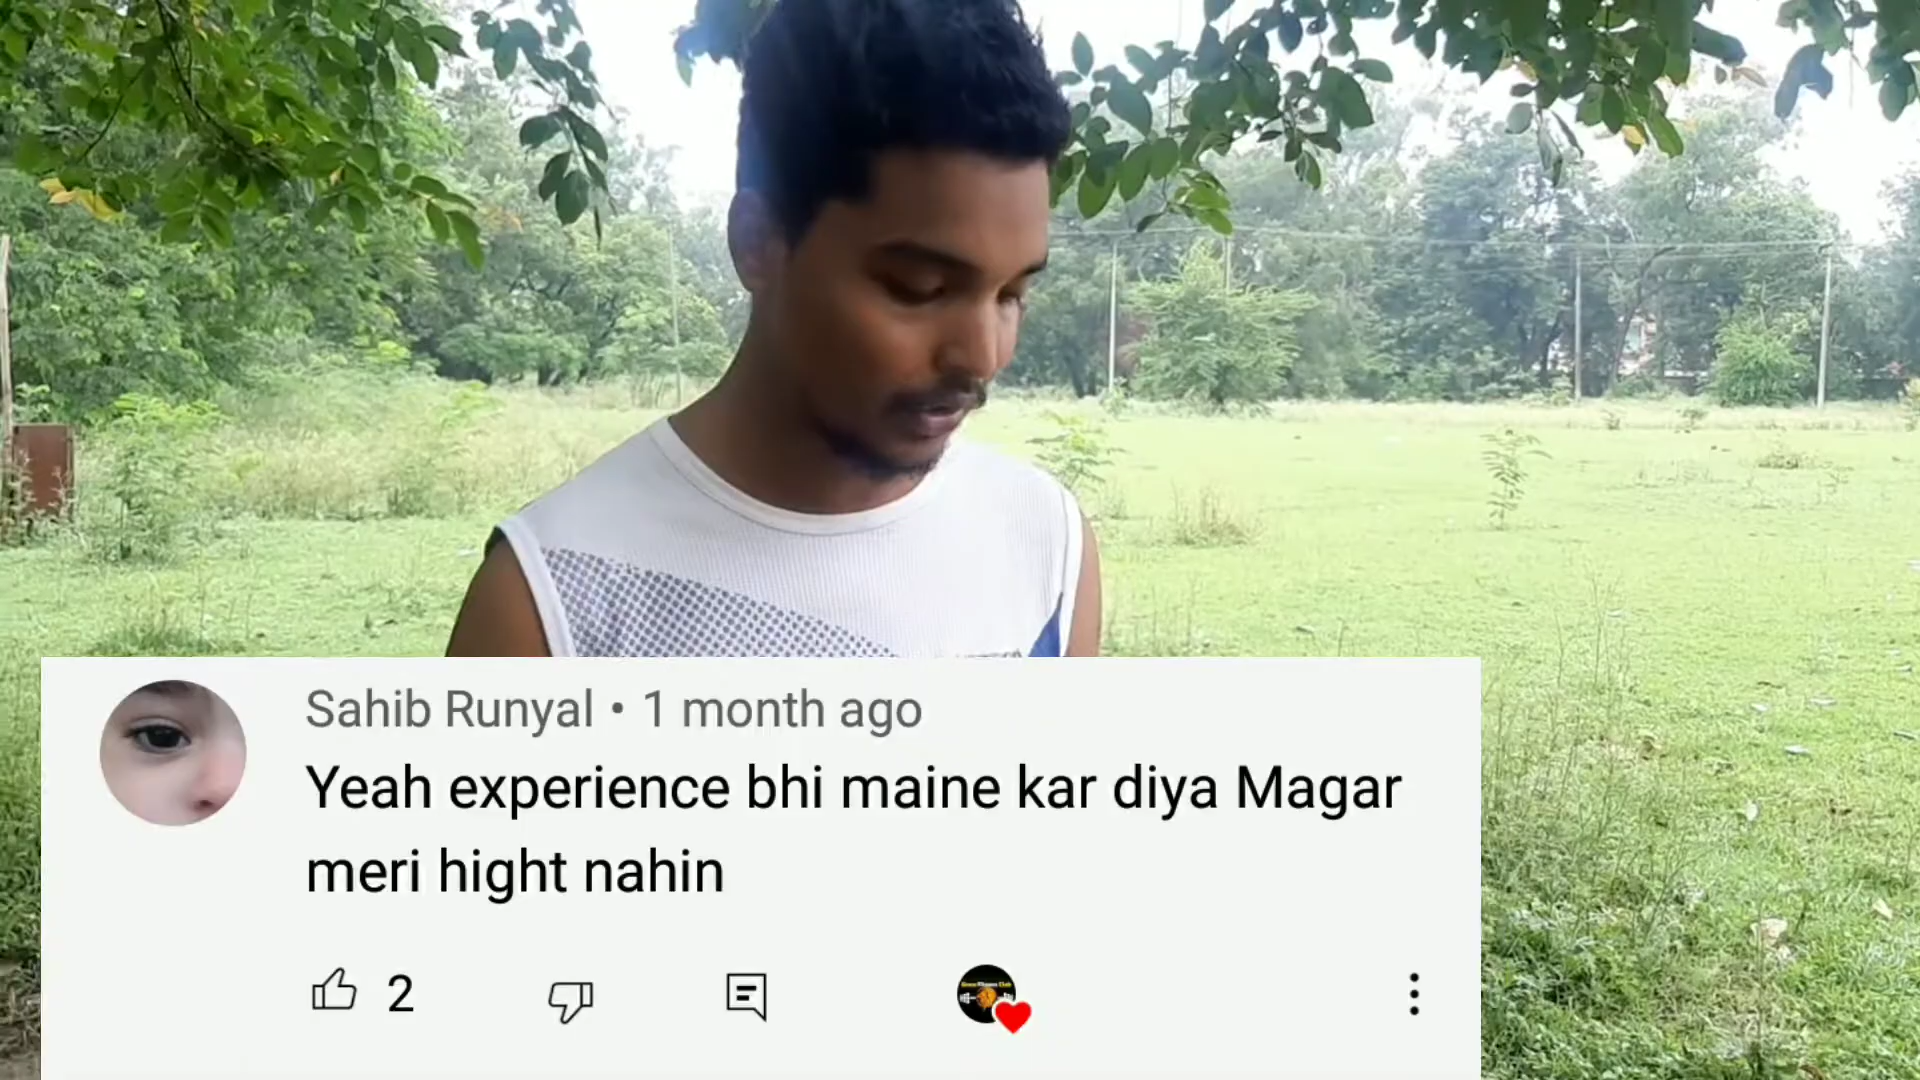 Sahib Runyal • 1 month ago
Yeah experience bhi maine kar diya Magar
meri hight nahin
2